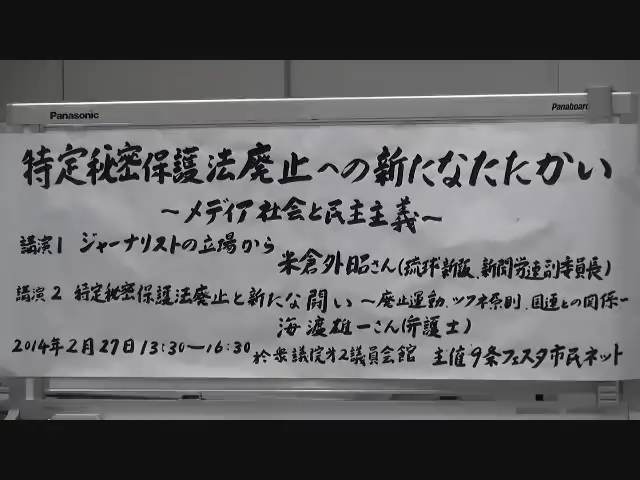 Panasonic
Panaboard
特定秘密保護法廃止への新たなたたかい
～メディア社会と民主主義～
講演1 ジャーナリストの立場から
米倉外昭さん(琉球新報、新聞労連副委員長)
講演2 特定秘密保護法廃止と新たな闘い～廃止運動、ツワネ原則、国連との関係～
海渡雄一さん(弁護士)
2014年2月27日13:30―16:30 於衆議院才2議員会館 主催9条フェスタ市民ネット